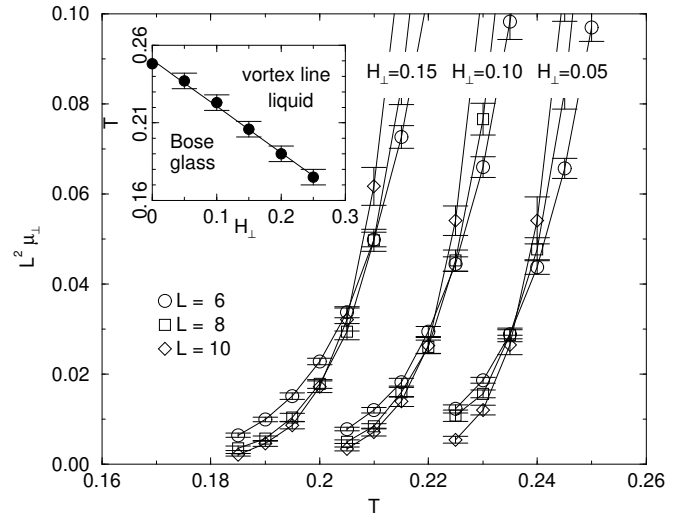 0.10
0.08
0.06
0.04
0.02
0.00
L² μ⊥
0.16 0.18 0.2 0.22 0.24 0.26
T
H⊥=0.15 H⊥=0.10 H⊥=0.05
L = 6
L = 8
L = 10
0.26
0.21
0.16
T
vortex line
liquid
Bose
glass
0 0.1 0.2 0.3
H⊥